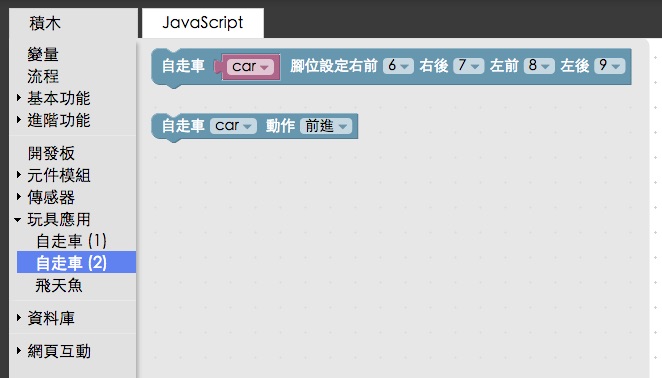 積木 JavaScript
變量
流程
基本功能
進階功能
開發板
元件模組
傳感器
玩具應用
自走車 (1)
自走車 (2)
飛天魚
資料庫
網頁互動
自走車 car 腳位設定右前 6 右後 7 左前 8 左後 9
自走車 car 動作 前進